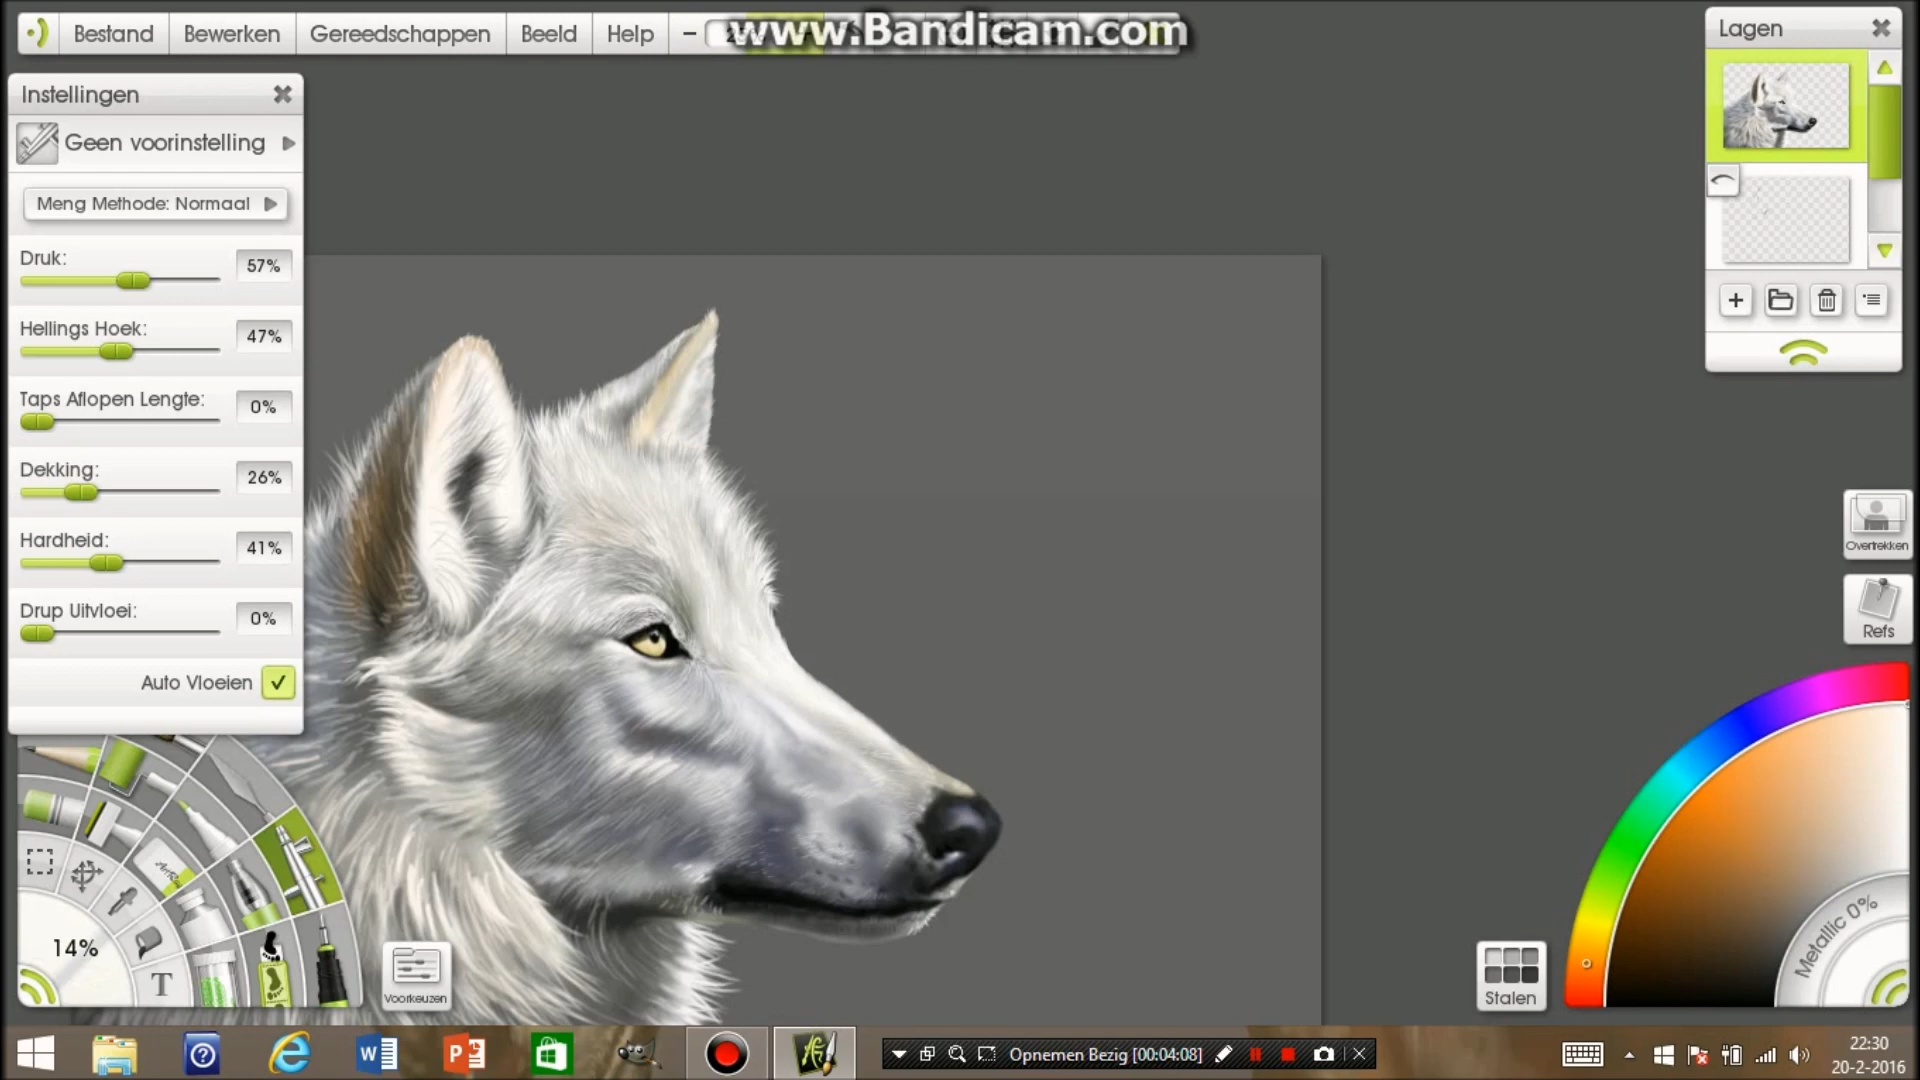 Bestand Bewerken Gereedschappen Beeld Help
www.Bandicam.com
Lagen
Instellingen
Geen voorinstelling
Meng Methode: Normaal
Druk: 57%
Hellings Hoek: 47%
Taps Aflopen Lengte: 0%
Dekking: 26%
Hardheid: 41%
Drup Uitvloei: 0%
Auto Vloeien
Overtrekken
Refs
14%
T
Voorkeuzen
Metallic 0%
Stalen
Opnemen Bezig [00:04:08]
22:30
20-2-2016